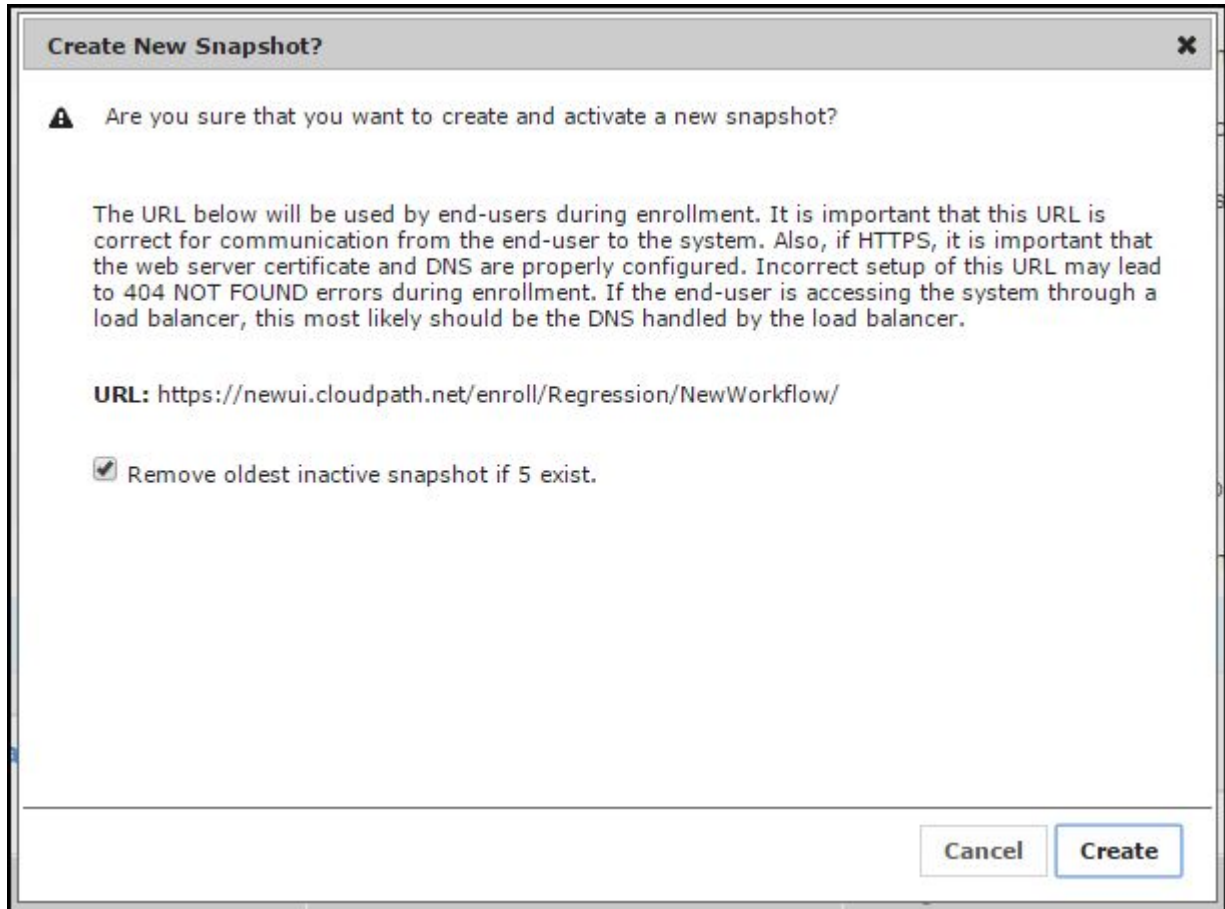 Create New Snapshot?
Are you sure that you want to create and activate a new snapshot?
The URL below will be used by end-users during enrollment. It is important that this URL is
correct for communication from the end-user to the system. Also, if HTTPS, it is important that
the web server certificate and DNS are properly configured. Incorrect setup of this URL may lead
to 404 NOT FOUND errors during enrollment. If the end-user is accessing the system through a
load balancer, this most likely should be the DNS handled by the load balancer.
URL: https://newui.cloudpath.net/enroll/Regression/NewWorkflow/
Remove oldest inactive snapshot if 5 exist.
Cancel Create